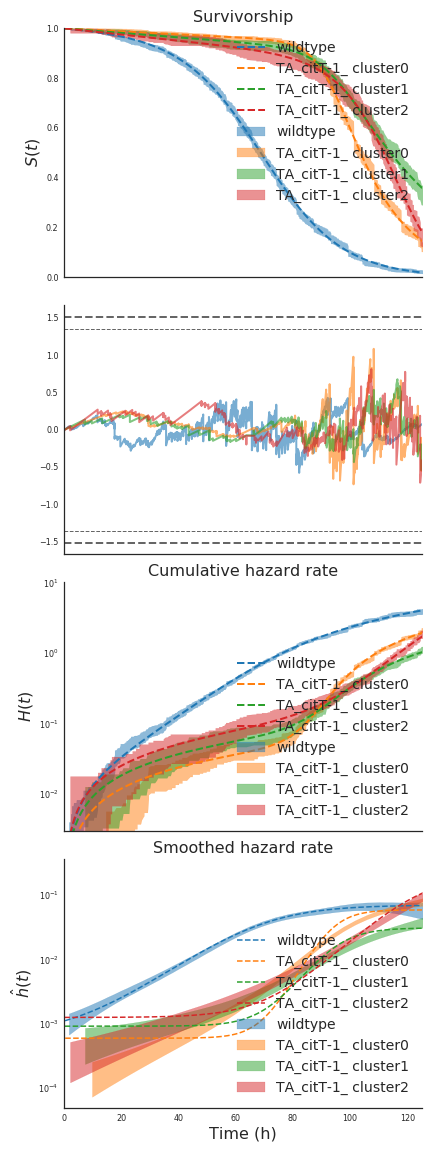 Survivorship
1.0
0.8
0.6
0.4
0.2
0.0
S(t)
wildtype
TA_citT-1_ cluster0
TA_citT-1_ cluster1
TA_citT-1_ cluster2
wildtype
TA_citT-1_ cluster0
TA_citT-1_ cluster1
TA_citT-1_ cluster2
1.5
1.0
0.5
0.0
−0.5
−1.0
−1.5
Cumulative hazard rate
10¹
10⁰
10⁻¹
10⁻²
H(t)
wildtype
TA_citT-1_ cluster0
TA_citT-1_ cluster1
TA_citT-1_ cluster2
wildtype
TA_citT-1_ cluster0
TA_citT-1_ cluster1
TA_citT-1_ cluster2
Smoothed hazard rate
10⁻¹
10⁻²
10⁻³
10⁻⁴
ĥ(t)
wildtype
TA_citT-1_ cluster0
TA_citT-1_ cluster1
TA_citT-1_ cluster2
wildtype
TA_citT-1_ cluster0
TA_citT-1_ cluster1
TA_citT-1_ cluster2
0 20 40 60 80 100 120
Time (h)